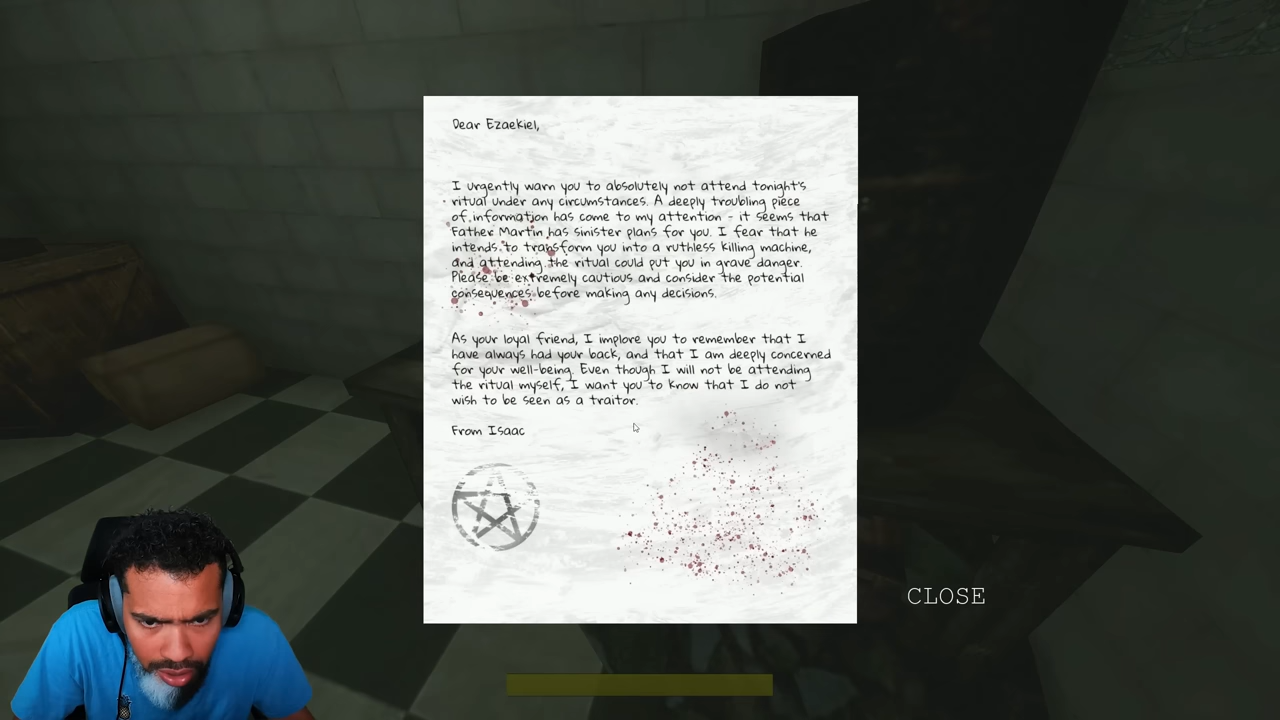 Dear Ezaekiel,
I urgently warn you to absolutely not attend tonight's
ritual under any circumstances. A deeply troubling piece
of information has come to my attention - it seems that
Father Martin has sinister plans for you. I fear that he
intends to transform you into a ruthless killing machine,
and attending the ritual could put you in grave danger.
Please be extremely cautious and consider the potential
consequences before making any decisions.
As your loyal friend, I implore you to remember that I
have always had your back, and that I am deeply concerned
for your well-being. Even though I will not be attending
the ritual myself, I want you to know that I do not
wish to be seen as a traitor.
From Isaac
CLOSE